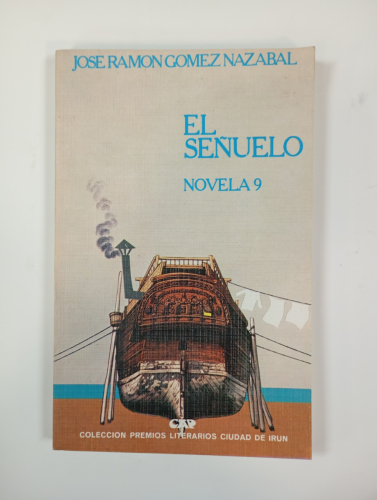 JOSE RAMON GOMEZ NAZABAL
EL
SEÑUELO
NOVELA 9
CAP
COLECCION PREMIOS LITERARIOS CIUDAD DE IRUN